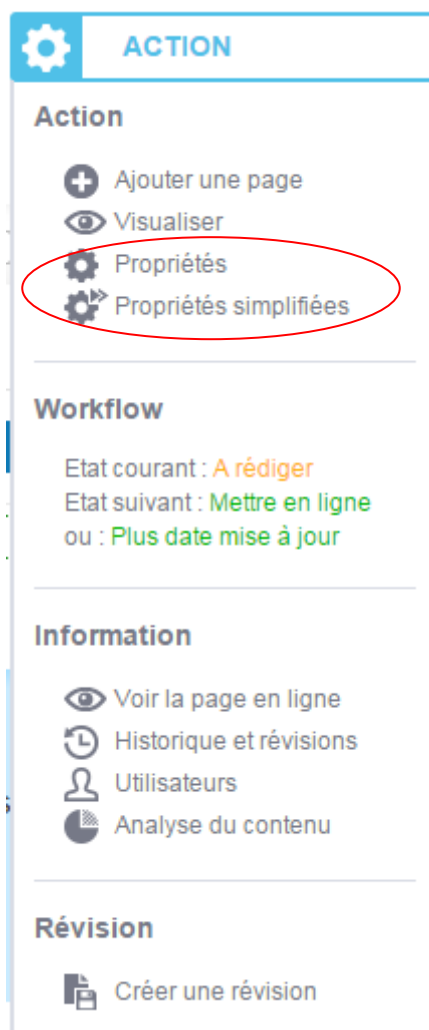 ACTION
Action
Ajouter une page
Visualiser
Propriétés
Propriétés simplifiées
Workflow
Etat courant : A rédiger
Etat suivant : Mettre en ligne
ou : Plus date mise à jour
Information
Voir la page en ligne
Historique et révisions
Utilisateurs
Analyse du contenu
Révision
Créer une révision